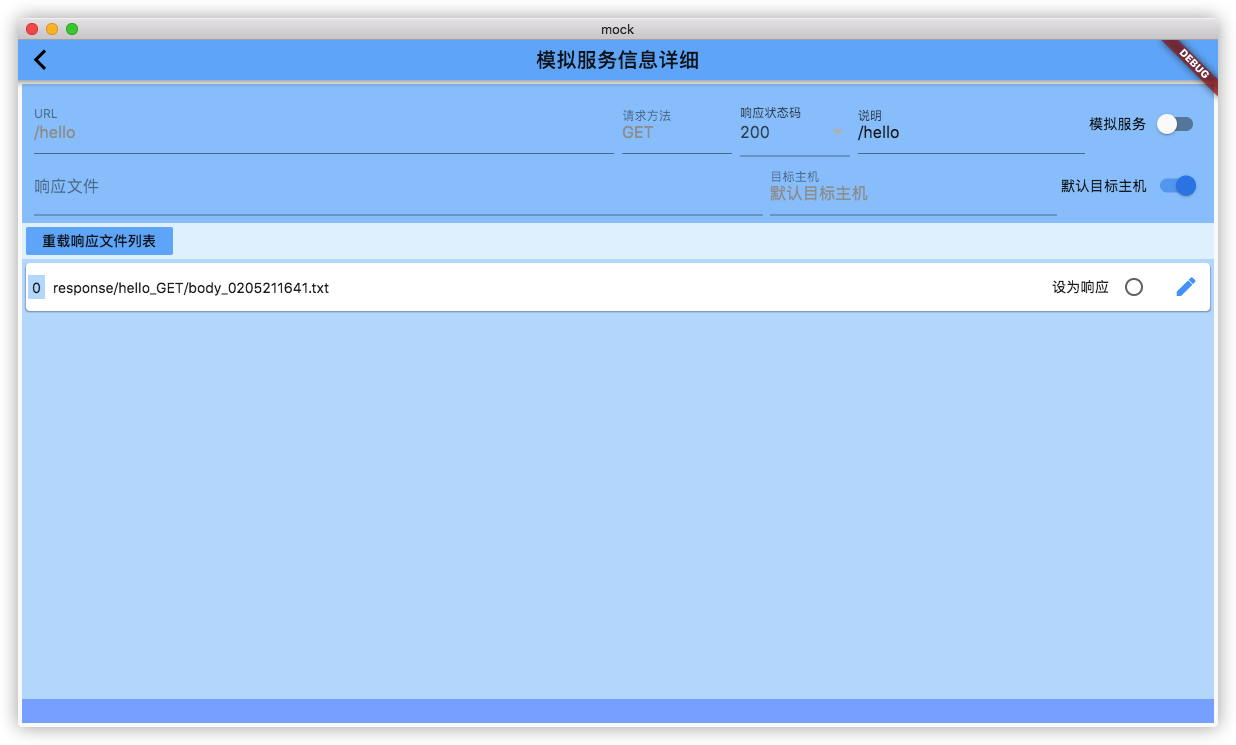 mock
模拟服务信息详细
DEBUG
URL
/hello
请求方法
GET
响应状态码
200
说明
/hello
模拟服务
响应文件
目标主机
默认目标主机
默认目标主机
重载响应文件列表
0 response/hello_GET/body_0205211641.txt 设为响应